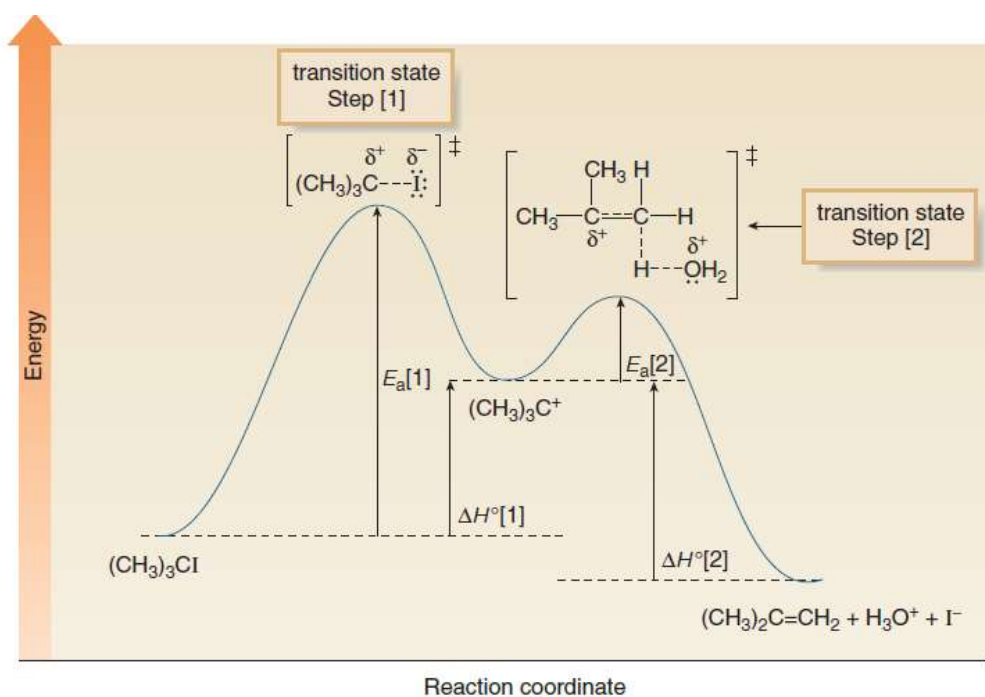 transition state
Step [1]
δ+ δ−
(CH3)3C---I: ‡
CH3 H
CH3—C===C—H
δ+ δ+
H---OH2
‡
transition state
Step [2]
Energy
Ea[1]
Ea[2]
(CH3)3C+
ΔH°[1]
(CH3)3CI
ΔH°[2]
(CH3)2C=CH2 + H3O+ + I−
Reaction coordinate